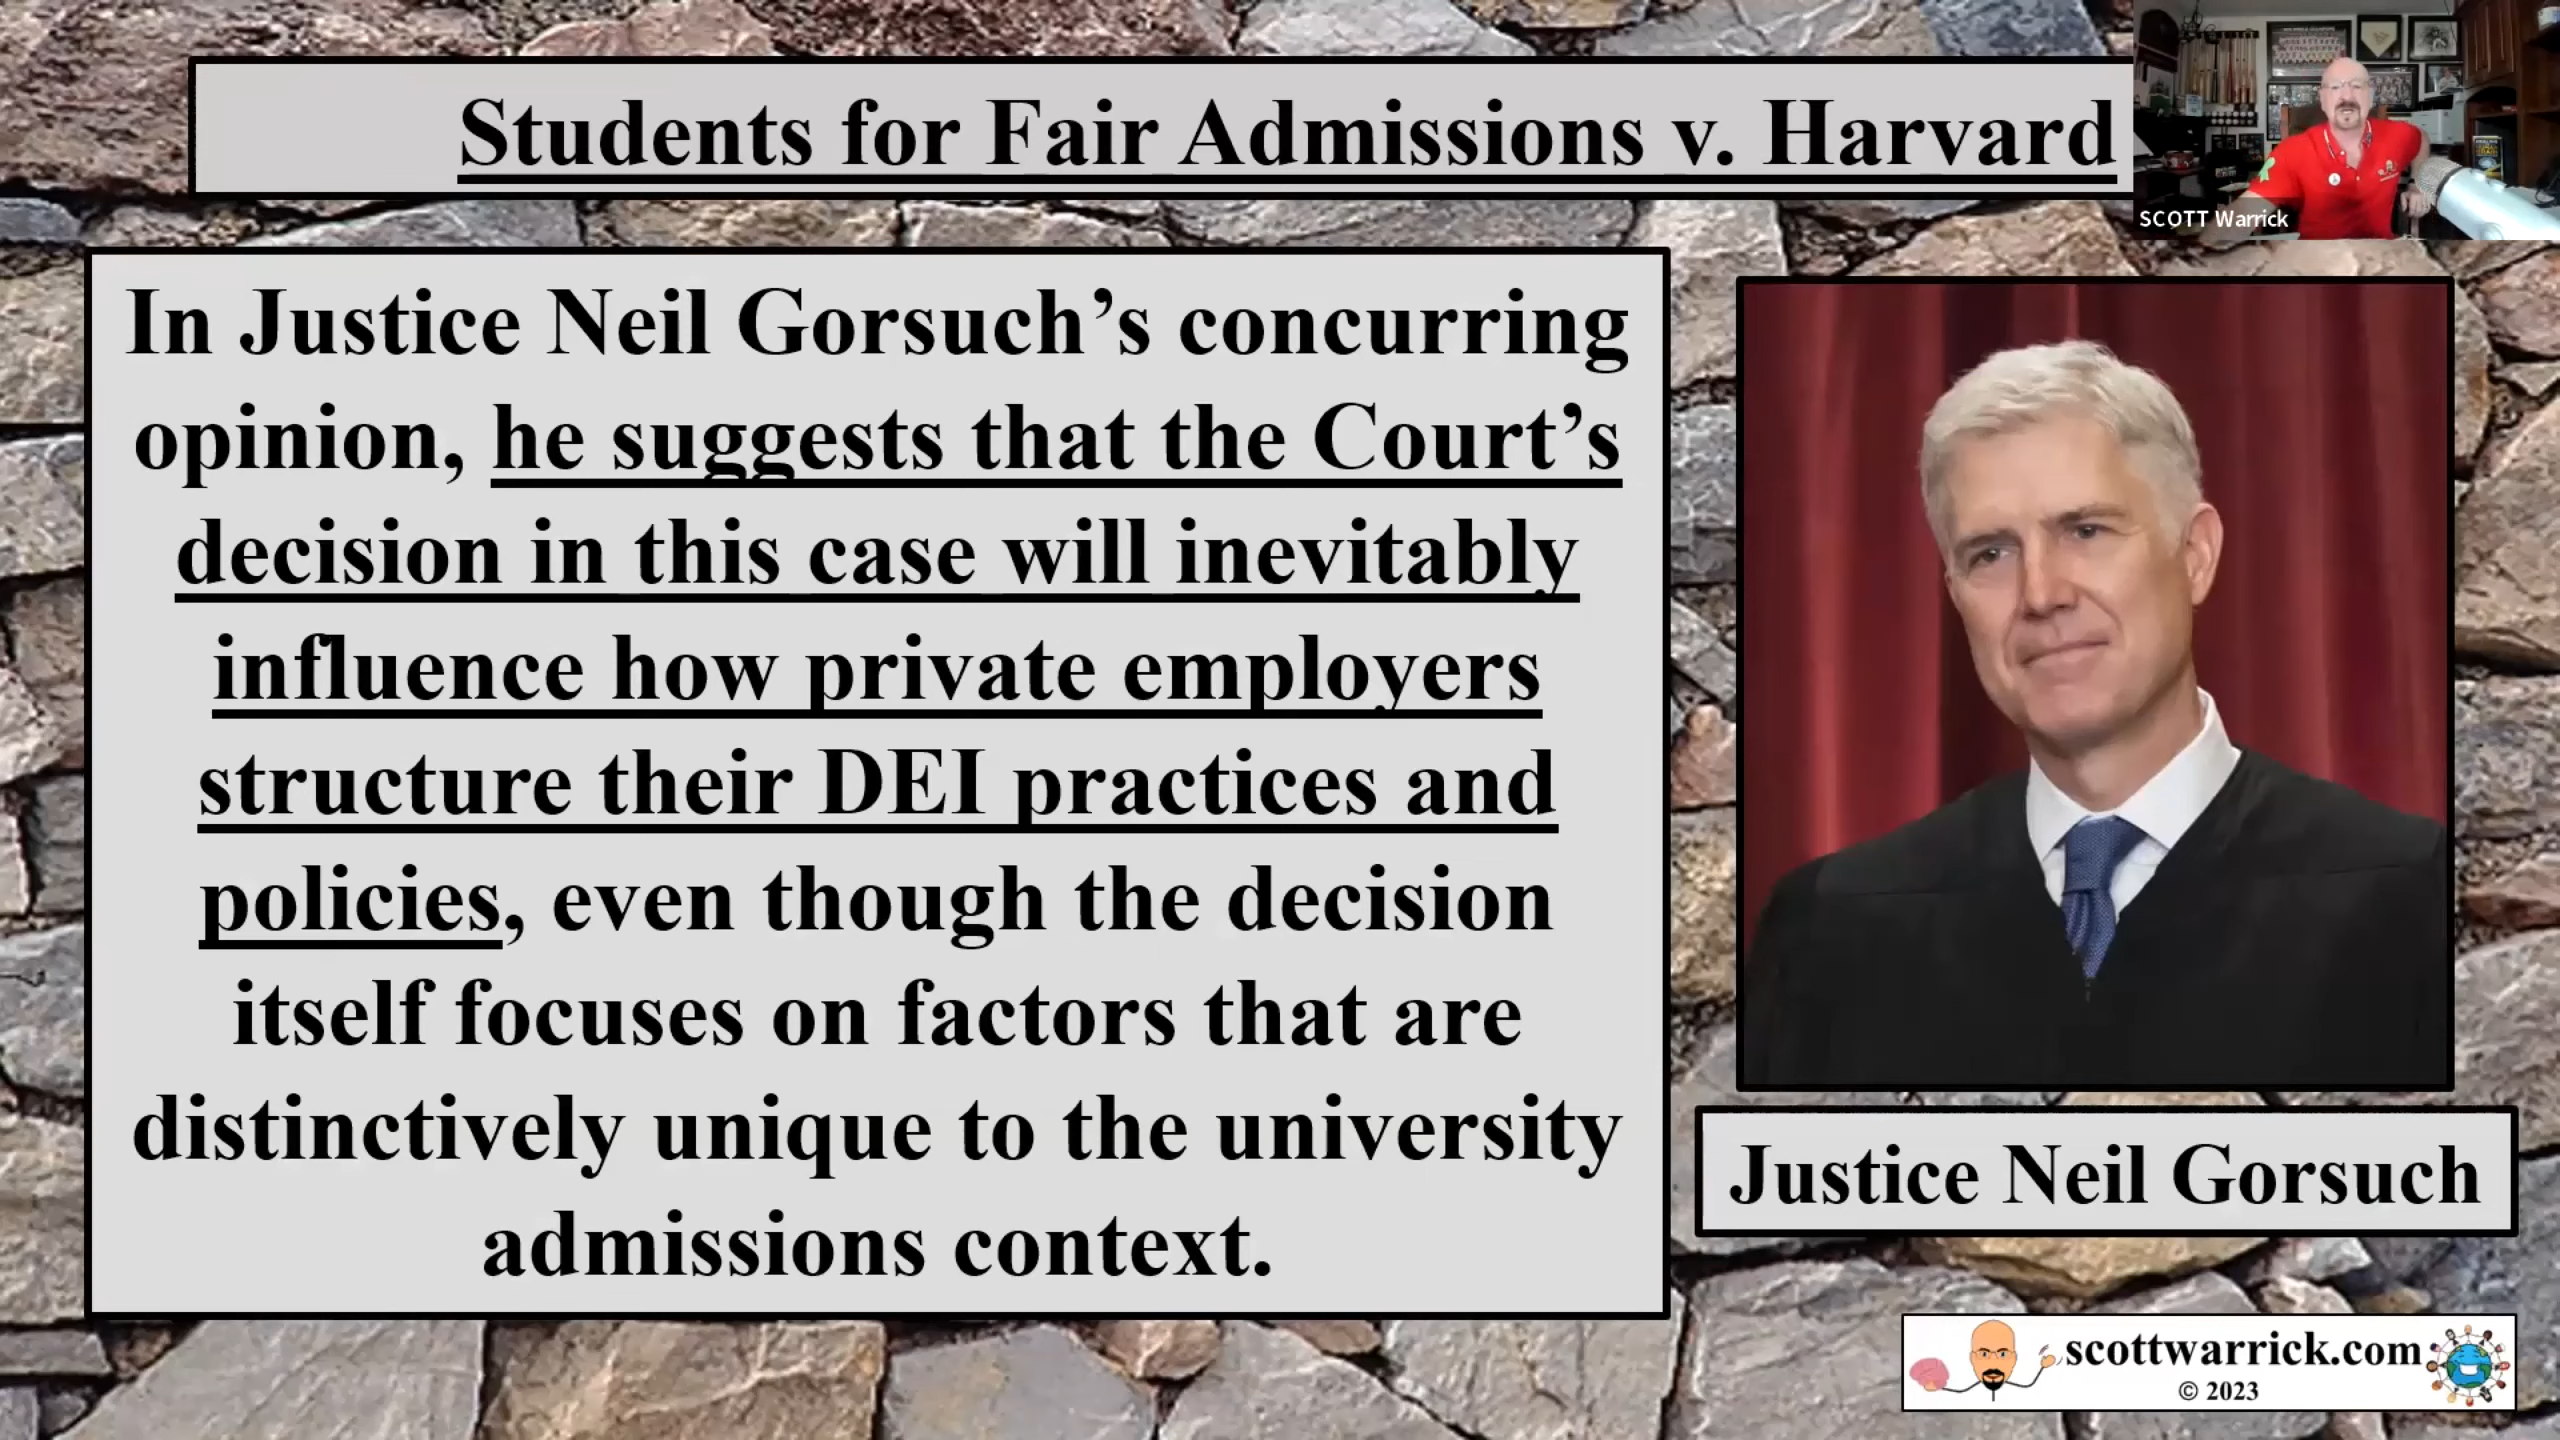 Students for Fair Admissions v. Harvard
SCOTT Warrick
In Justice Neil Gorsuch’s concurring
opinion, he suggests that the Court’s
decision in this case will inevitably
influence how private employers
structure their DEI practices and
policies, even though the decision
itself focuses on factors that are
distinctively unique to the university
admissions context.
Justice Neil Gorsuch
scottwarrick.com
© 2023